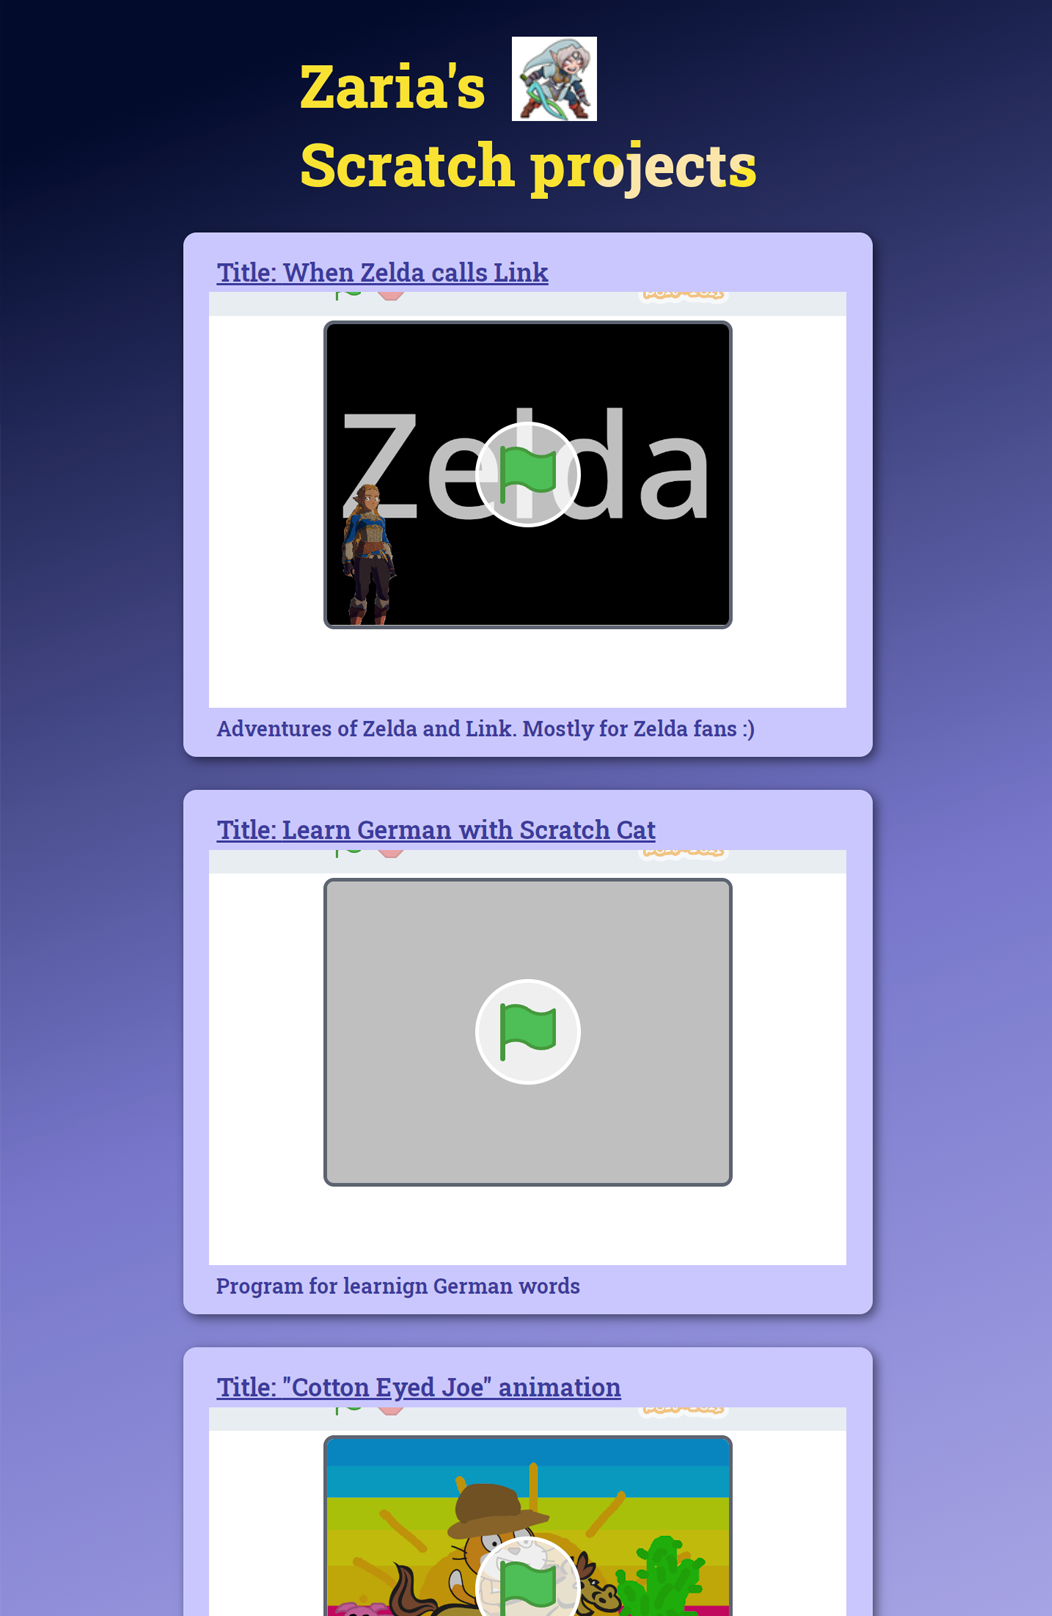 Zaria's
Scratch projects
Title: When Zelda calls Link
Zelda
Adventures of Zelda and Link. Mostly for Zelda fans :)
Title: Learn German with Scratch Cat
Program for learnign German words
Title: "Cotton Eyed Joe" animation